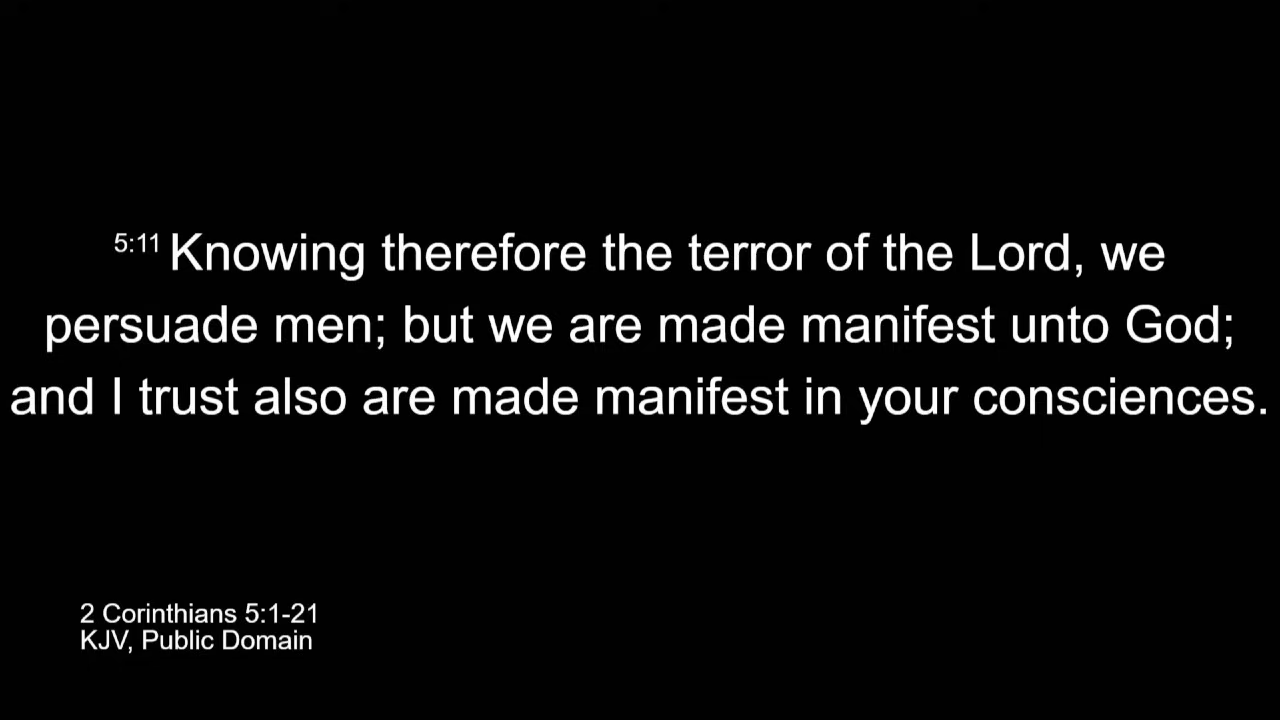 5:11 Knowing therefore the terror of the Lord, we
persuade men; but we are made manifest unto God;
and I trust also are made manifest in your consciences.
2 Corinthians 5:1-21
KJV, Public Domain